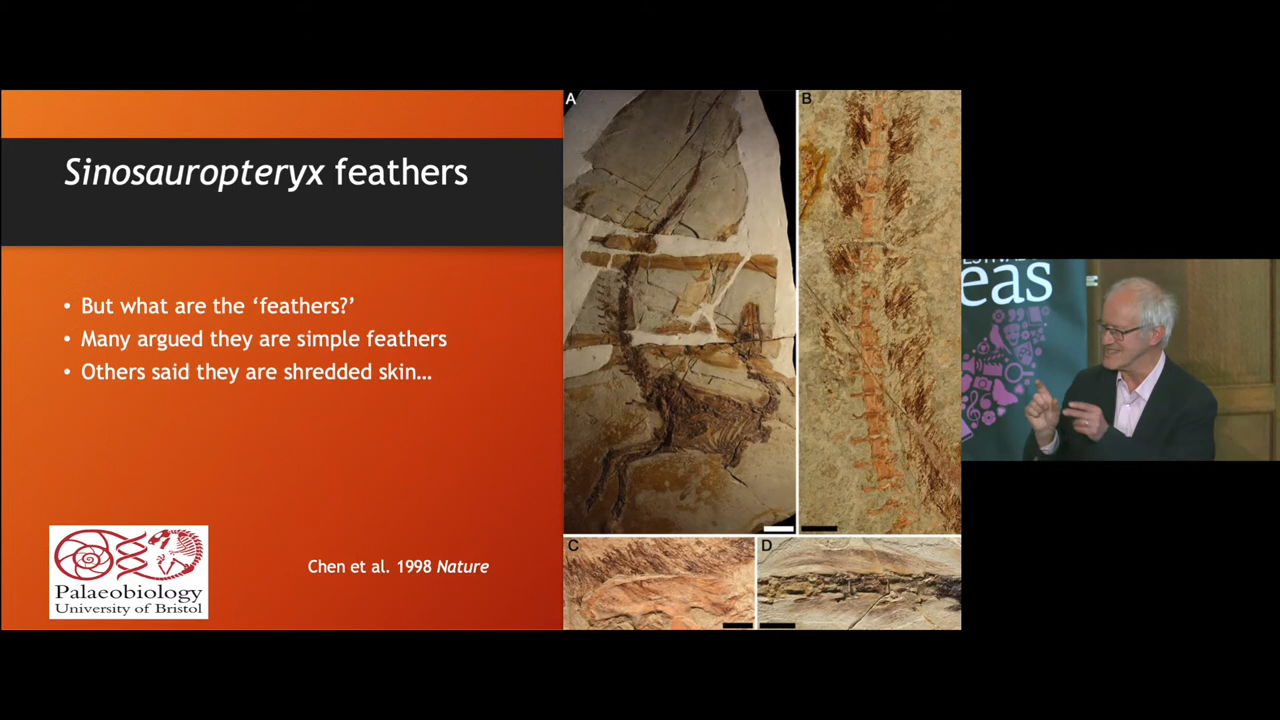 Sinosauropteryx feathers
• But what are the ‘feathers?’
• Many argued they are simple feathers
• Others said they are shredded skin...
Palaeobiology
University of Bristol
Chen et al. 1998 Nature
A
B
C
D
eas